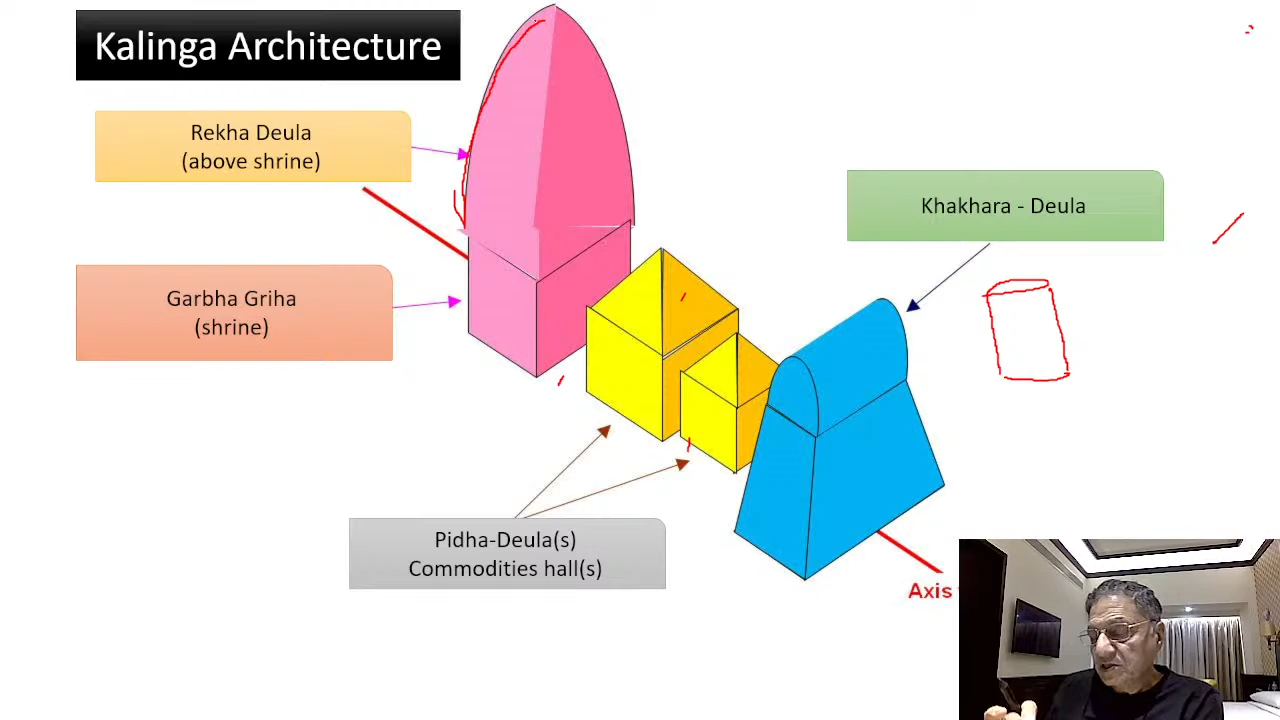 Kalinga Architecture
Rekha Deula
(above shrine)
Khakhara - Deula
Garbha Griha
(shrine)
Pidha-Deula(s)
Commodities hall(s)
Axis